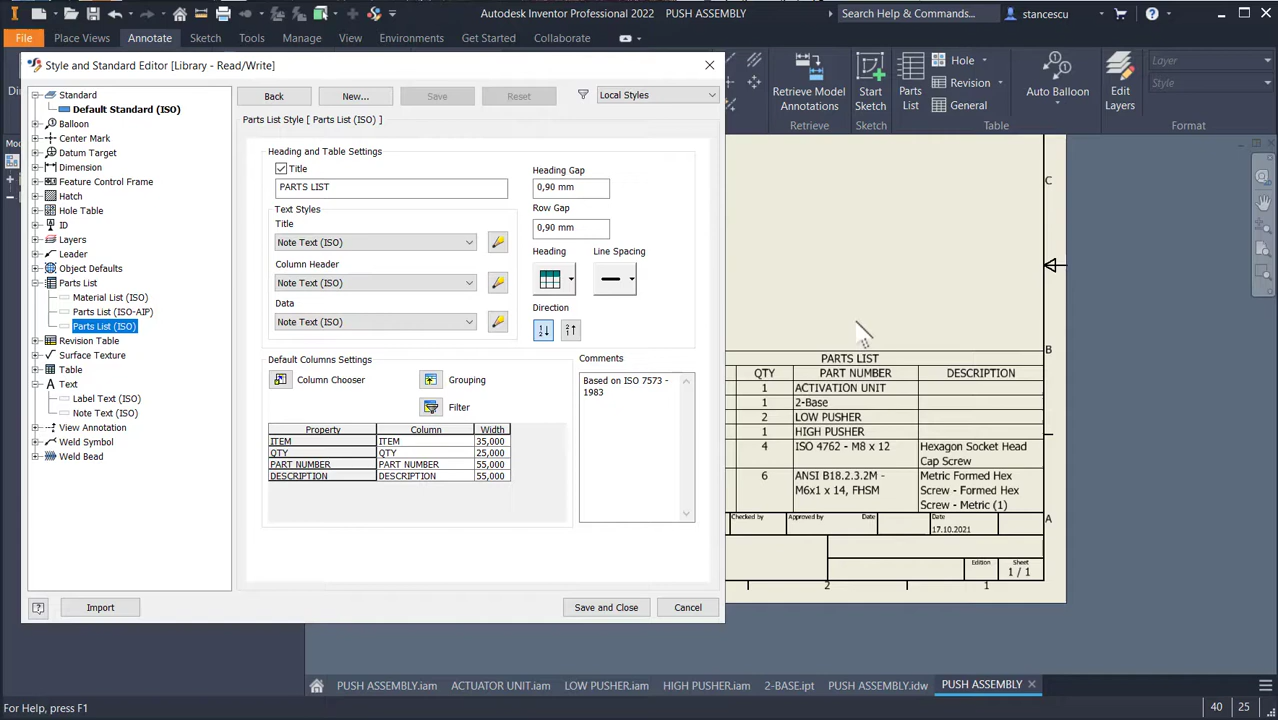 Autodesk Inventor Professional 2022 PUSH ASSEMBLY
Search Help & Commands...
stancescu
File
Place Views
Annotate
Sketch
Tools
Manage
View
Environments
Get Started
Collaborate
Style and Standard Editor [Library - Read/Write]
Retrieve Model
Annotations
Start
Sketch
Parts
List
Hole
Revision
General
Auto Balloon
Edit
Layers
Layer
Style
Retrieve
Sketch
Table
Format
Standard
Default Standard (ISO)
Balloon
Center Mark
Datum Target
Dimension
Feature Control Frame
Hatch
Hole Table
ID
Layers
Leader
Object Defaults
Parts List
Material List (ISO)
Parts List (ISO-AIP)
Parts List (ISO)
Revision Table
Surface Texture
Table
Text
Label Text (ISO)
Note Text (ISO)
View Annotation
Weld Symbol
Weld Bead
Back
New...
Save
Reset
Local Styles
Parts List Style [ Parts List (ISO) ]
Heading and Table Settings
Title
PARTS LIST
Text Styles
Title
Note Text (ISO)
Column Header
Note Text (ISO)
Data
Note Text (ISO)
Heading Gap
0,90 mm
Row Gap
0,90 mm
Heading
Line Spacing
Direction
Default Columns Settings
Column Chooser
Grouping
Filter
Property Column Width
ITEM ITEM 35,000
QTY QTY 25,000
PART NUMBER PART NUMBER 55,000
DESCRIPTION DESCRIPTION 55,000
Comments
Based on ISO 7573 -
1983
Import
Save and Close
Cancel
C
B
A
PARTS LIST
QTY PART NUMBER DESCRIPTION
1 ACTIVATION UNIT
1 2-Base
2 LOW PUSHER
1 HIGH PUSHER
4 ISO 4762 - M8 x 12 Hexagon Socket Head
Cap Screw
6 ANSI B18.2.3.2M - Metric Formed Hex
M6x1 x 14, FHSM Screw - Formed Hex
Screw - Metric (1)
Checked by
Approved by
Date
Date
17.10.2021
Edition
Sheet
1 / 1
2
1
PUSH ASSEMBLY.iam
ACTUATOR UNIT.iam
LOW PUSHER.iam
HIGH PUSHER.iam
2-BASE.ipt
PUSH ASSEMBLY.idw
PUSH ASSEMBLY
For Help, press F1
40
25